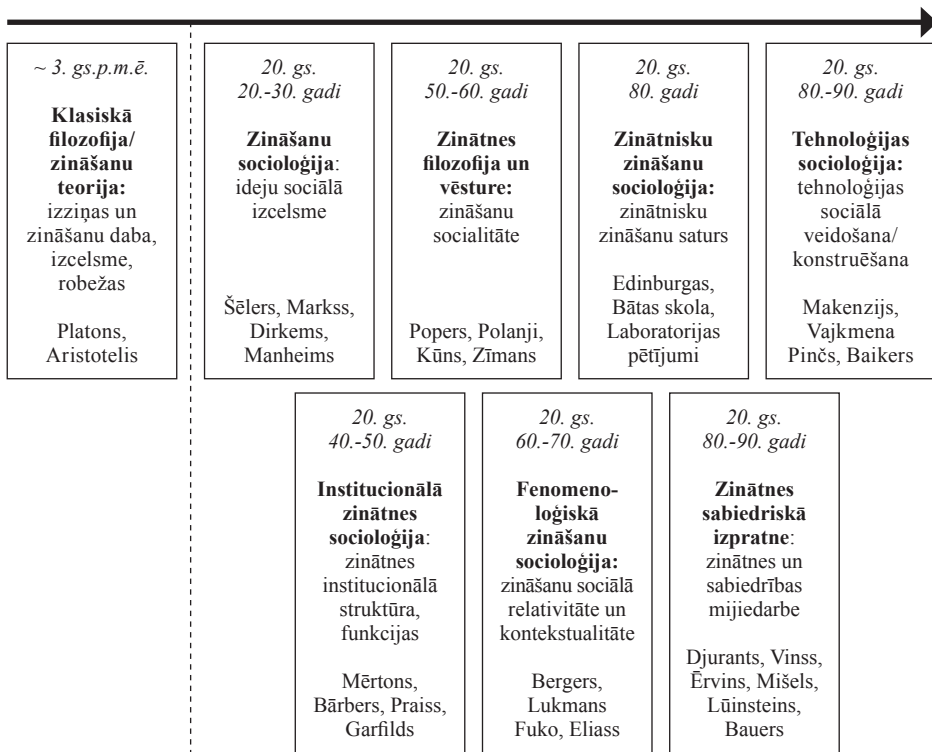 ~ 3. gs.p.m.ē.
Klasiskā
filozofija/
zināšanu
teorija:
izziņas un
zināšanu daba,
izcelsme,
robežas
Platons,
Aristotelis
20. gs.
20.-30. gadi
Zināšanu
socioloģija:
ideju sociālā
izcelsme
Šēlers, Markss,
Dirkems,
Manheims
20. gs.
50.-60. gadi
Zinātnes
filozofija un
vēsture:
zināšanu
socialitāte
Popers, Polanji,
Kūns, Zīmans
20. gs.
80. gadi
Zinātnisku
zināšanu
socioloģija:
zinātnisku
zināšanu saturs
Edinburgas,
Bātas skola,
Laboratorijas
pētījumi
20. gs.
80.-90. gadi
Tehnoloģijas
socioloģija:
tehnoloģijas
sociālā
veidošana/
konstruēšana
Makenzijs,
Vajkmena
Pinčs, Baikers
20. gs.
40.-50. gadi
Institucionālā
zinātnes
socioloģija:
zinātnes
institucionālā
struktūra,
funkcijas
Mērtons,
Bārbers, Praiss,
Garfilds
20. gs.
60.-70. gadi
Fenomeno-
loģiskā
zināšanu
socioloģija:
zināšanu sociālā
relativitāte un
kontekstualitāte
Bergers,
Lukmans
Fuko, Eliass
20. gs.
80.-90. gadi
Zinātnes
sabiedriskā
izpratne:
zinātnes un
sabiedrības
mijiedarbe
Djurants, Vinss,
Ērvins, Mišels,
Lūinsteins,
Bauers